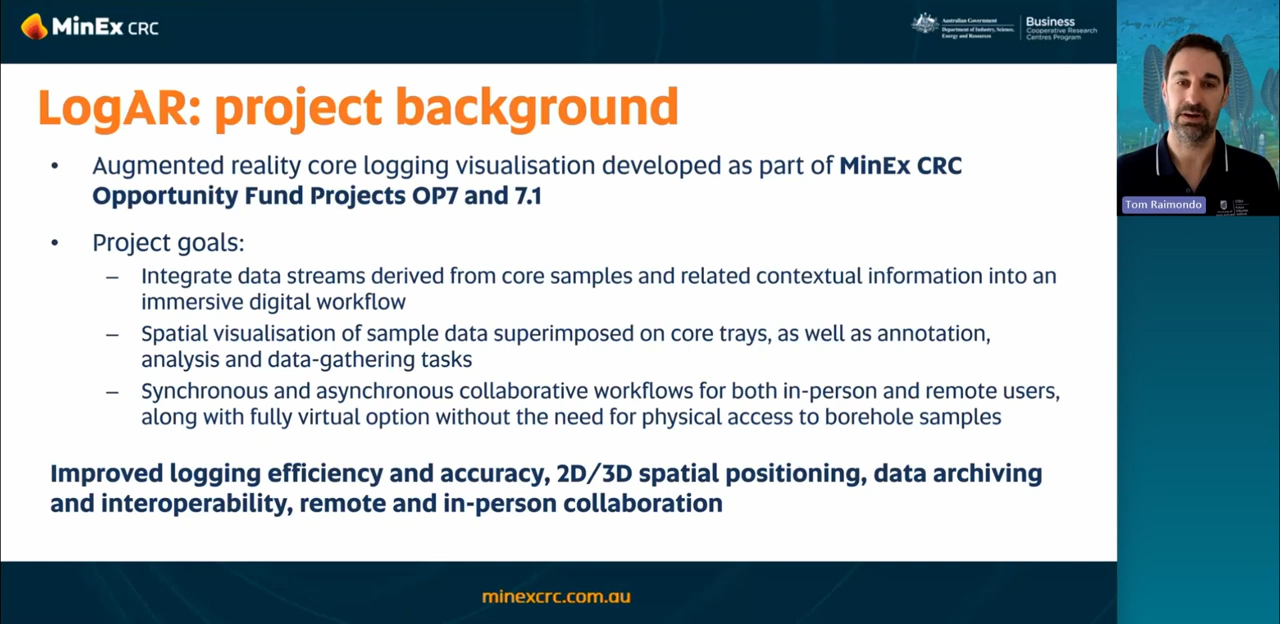 MinEx CRC
Australian Government
Department of Industry, Science,
Energy and Resources
Business
Cooperative Research
Centres Program
LogAR: project background
• Augmented reality core logging visualisation developed as part of MinEx CRC
Opportunity Fund Projects OP7 and 7.1
• Project goals:
– Integrate data streams derived from core samples and related contextual information into an
immersive digital workflow
– Spatial visualisation of sample data superimposed on core trays, as well as annotation,
analysis and data-gathering tasks
– Synchronous and asynchronous collaborative workflows for both in-person and remote users,
along with fully virtual option without the need for physical access to borehole samples
Improved logging efficiency and accuracy, 2D/3D spatial positioning, data archiving
and interoperability, remote and in-person collaboration
minexcrc.com.au
Tom Raimondo